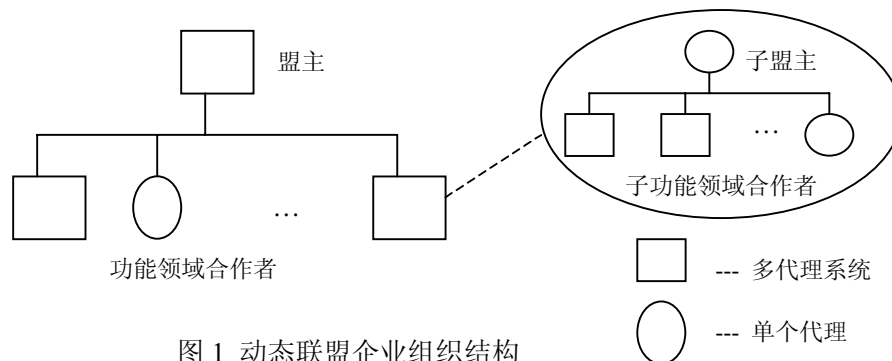 盟主
子盟主
…
子功能领域合作者
…
功能领域合作者
--- 多代理系统
--- 单个代理
图 1 动态联盟企业组织结构